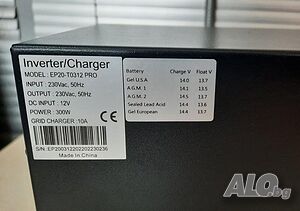 Inverter/Charger
MODEL: EP20-T0312 PRO
INPUT : 230Vac, 50Hz
OUTPUT : 230Vac, 50Hz
DC INPUT : 12V
POWER : 300W
GRID CHARGER :10A
S/N: EP200312202202230236
Made In China
Battery Charge V Float V
Gel U.S.A 14.0 13.7
A.G.M. 1 14.1 13.5
A.G.M. 2 14.5 13.7
Sealed Lead Acid 14.4 13.6
Gel European 14.4 13.7
ALO.bg